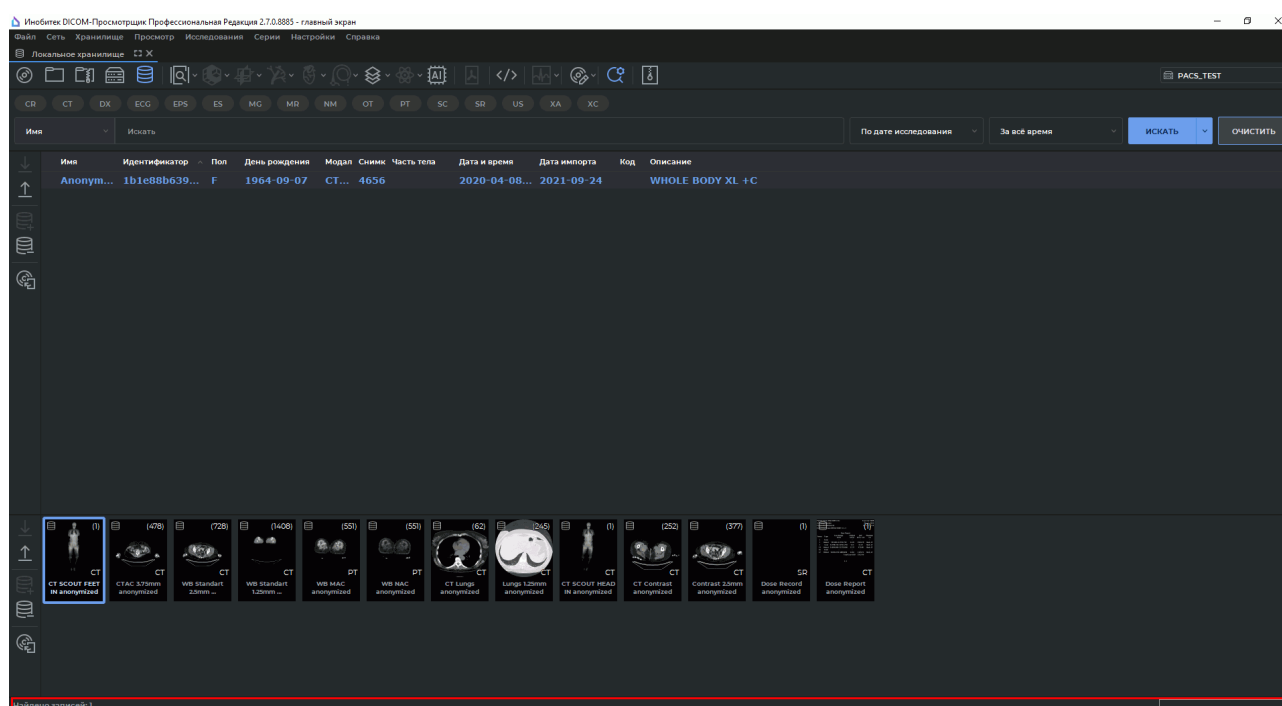 Инобитек DICOM-Просмотрщик Профессиональная Редакция 2.7.0.8885 - главный экран
Файл Сеть Хранилище Просмотр Исследования Серии Настройки Справка
Локальное хранилище
AI
PACS_TEST
CR CT DX ECG EPS ES MG MR NM OT PT SC SR US XA XC
Имя Искать По дате исследования За всё время ИСКАТЬ ОЧИСТИТЬ
Имя Идентификатор Пол День рождения Модал Снимк Часть тела Дата и время Дата импорта Код Описание
Anonym... 1b1e88b639... F 1964-09-07 CT... 4656 2020-04-08... 2021-09-24 WHOLE BODY XL +C
(1) (478) (728) (1408) (551) (551) (62) (245) (1) (252) (377) (1) (1)
CT CT CT CT PT PT CT CT CT CT CT SR CT
CT SCOUT FEET CTAC 3.75mm WB Standart WB Standart WB MAC WB NAC CT Lungs Lungs 1.25mm CT SCOUT HEAD CT Contrast Contrast 2.5mm Dose Record Dose Report
IN anonymized anonymized 2.5mm ... 1.25mm ... anonymized anonymized anonymized anonymized IN anonymized anonymized anonymized anonymized anonymized
Найдено записей: 1